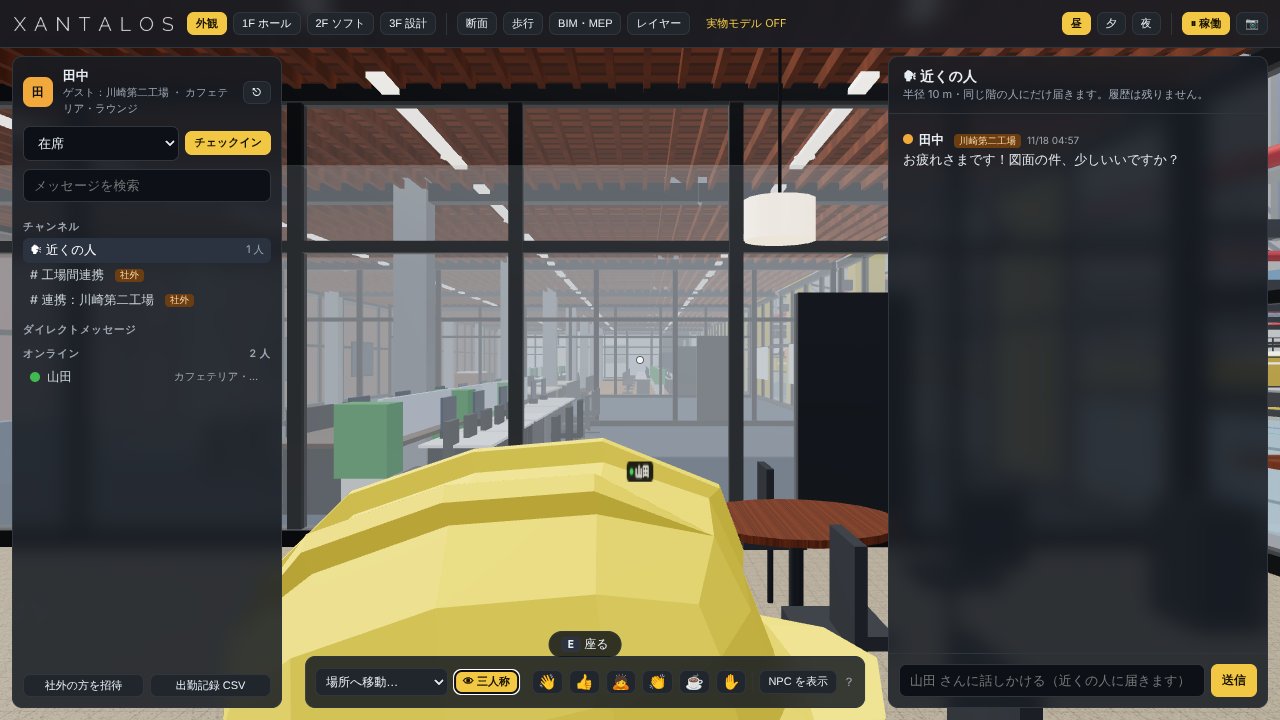 XANTALOS
外観
1F ホール
2F ソフト
3F 設計
断面
歩行
BIM・MEP
レイヤー
実物モデル OFF
昼
夕
夜
稼働
田
田中
ゲスト：川崎第二工場 ・ カフェテ
リア・ラウンジ
在席
チェックイン
メッセージを検索
チャンネル
近くの人
1 人
# 工場間連携
社外
# 連携：川崎第二工場
社外
ダイレクトメッセージ
オンライン
2 人
山田
カフェテリア・...
社外の方を招待
出勤記録 CSV
山田
E 座る
場所へ移動…
三人称
NPC を表示
?
近くの人
半径 10 m・同じ階の人にだけ届きます。履歴は残りません。
田中
川崎第二工場
11/18 04:57
お疲れさまです！図面の件、少しいいですか？
山田 さんに話しかける（近くの人に届きます）
送信